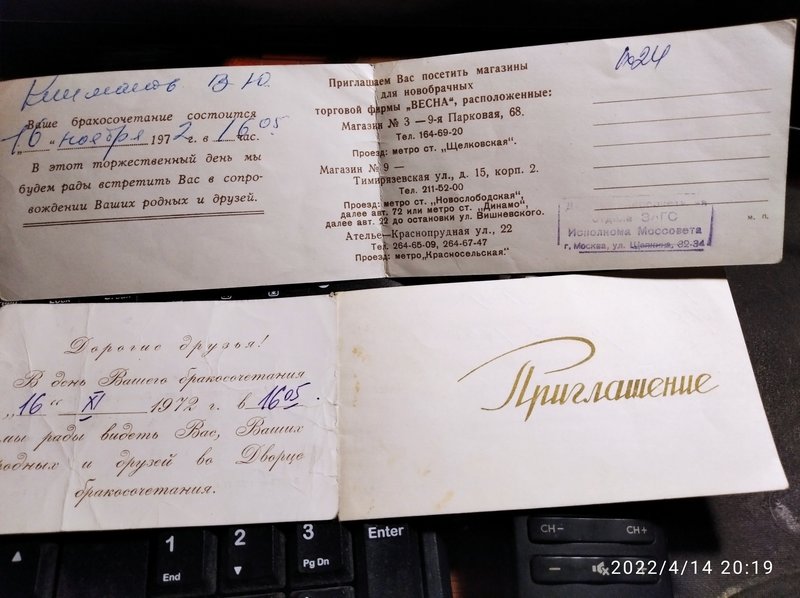 В. Ю.
Ваше бракосочетание состоится
„16" ноября 1972 г. в 16 05 час.
В этот торжественный день мы
будем рады встретить Вас в сопро-
вождении Ваших родных и друзей.
Приглашаем Вас посетить магазины
для новобрачных
торговой фирмы „ВЕСНА", расположенные:
Магазин № 3 — 9-я Парковая, 68.
Тел. 164-69-20
Проезд: метро ст. „Щелковская".
Магазин № 9 —
Тимирязевская ул., д. 15, корп. 2.
Тел. 211-52-00
Проезд: метро ст. „Новослободская",
далее авт. 72 или метро ст. „Динамо",
далее авт. 22 до остановки ул. Вишневского.
Ателье—Краснопрудная ул., 22
Тел. 264-65-09, 264-67-47
Проезд: метро „Красносельская".
24
отдела ЗАГС
Исполкома Моссовета
г. Москва, ул. Щепкина, 32-34
м. п.
Дорогие друзья!
В день Вашего бракосочетания
„16" XI 1972 г. в 16 05.
мы рады видеть Вас, Ваших
родных и друзей во Дворце
бракосочетания.
Приглашение
1
End
2
3
Pg Dn
Enter
CH-
CH+
2022/4/14 20:19